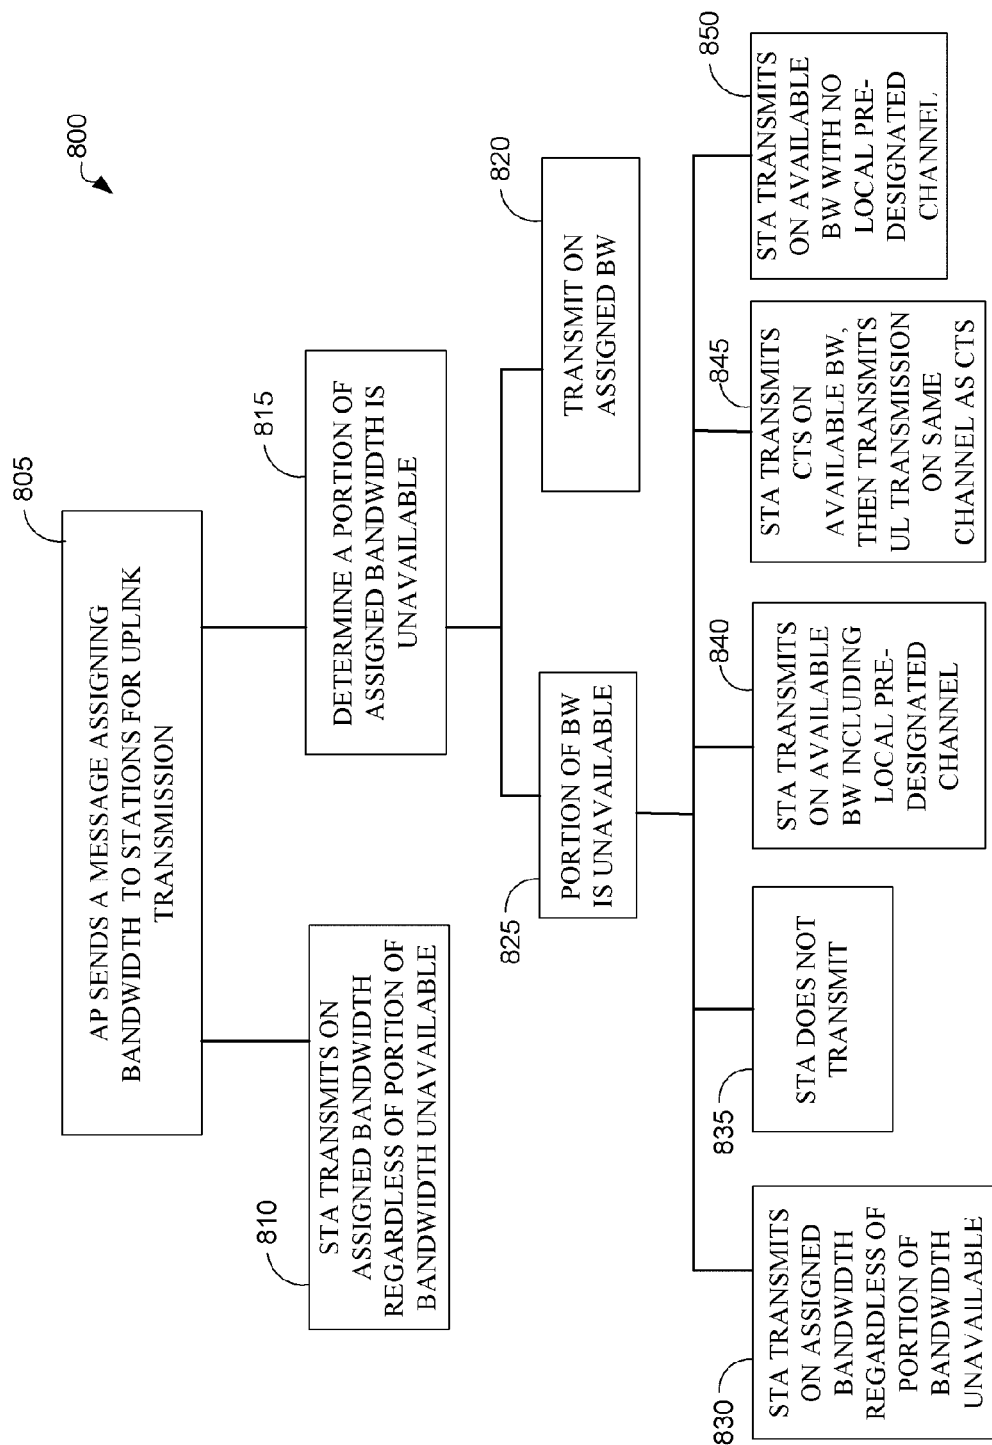 800
805
AP SENDS A MESSAGE ASSIGNING
BANDWIDTH TO STATIONS FOR UPLINK
TRANSMISSION
810
STA TRANSMITS ON
ASSIGNED BANDWIDTH
REGARDLESS OF PORTION OF
BANDWIDTH UNAVAILABLE
815
DETERMINE A PORTION OF
ASSIGNED BANDWIDTH IS
UNAVAILABLE
825
PORTION OF BW
IS UNAVAILABLE
820
TRANSMIT ON
ASSIGNED BW
830
STA TRANSMITS
ON ASSIGNED
BANDWIDTH
REGARDLESS OF
PORTION OF
BANDWIDTH
UNAVAILABLE
835
STA DOES NOT
TRANSMIT
840
STA TRANSMITS
ON AVAILABLE
BW INCLUDING
LOCAL PRE-
DESIGNATED
CHANNEL
845
STA TRANSMITS
CTS ON
AVAILABLE BW,
THEN TRANSMITS
UL TRANSMISSION
ON SAME
CHANNEL AS CTS
850
STA TRANSMITS
ON AVAILABLE
BW WITH NO
LOCAL PRE-
DESIGNATED
CHANNEL